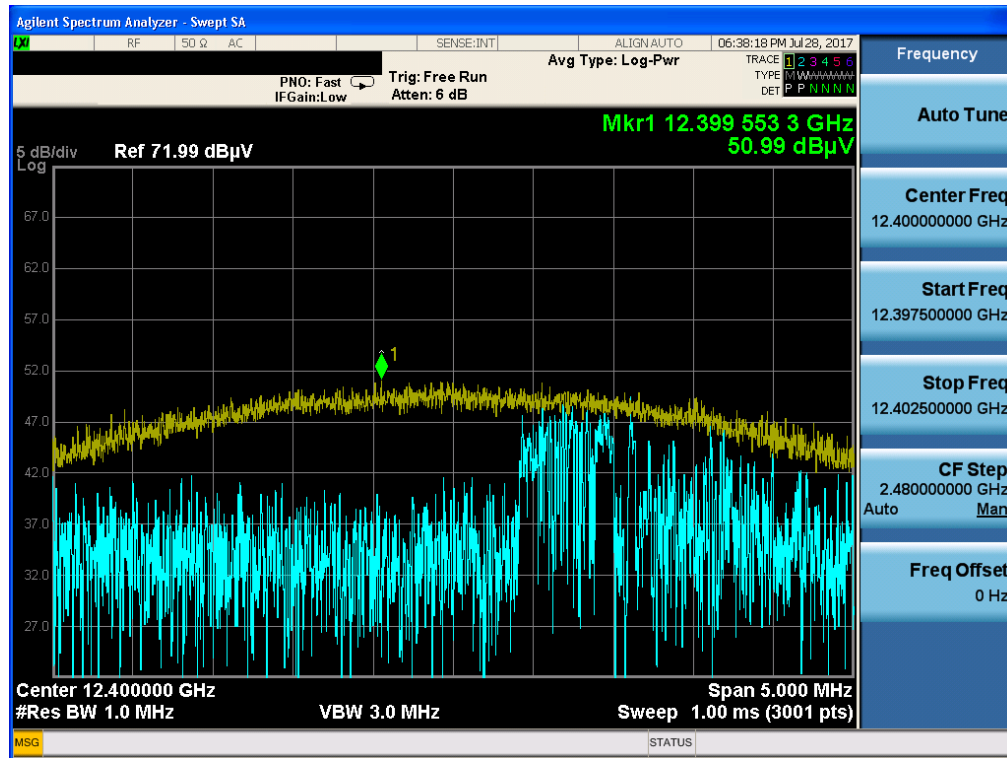 Agilent Spectrum Analyzer - Swept SA
LXI RF 50 Ω AC SENSE:INT ALIGN AUTO 06:38:18 PM Jul 28, 2017
Frequency
Avg Type: Log-Pwr
TRACE 1 2 3 4 5 6
PNO: Fast
Trig: Free Run
TYPE M
IFGain:Low
Atten: 6 dB
DET P P N N N N
Auto Tune
Mkr1 12.399 553 3 GHz
50.99 dBµV
5 dB/div
Ref 71.99 dBµV
Log
Center Freq
12.400000000 GHz
67.0
62.0
Start Freq
12.397500000 GHz
57.0
1
52.0
Stop Freq
12.402500000 GHz
47.0
42.0
CF Step
2.480000000 GHz
Auto Man
37.0
32.0
Freq Offset
0 Hz
27.0
Center 12.400000 GHz
Span 5.000 MHz
#Res BW 1.0 MHz
VBW 3.0 MHz
Sweep 1.00 ms (3001 pts)
MSG
STATUS